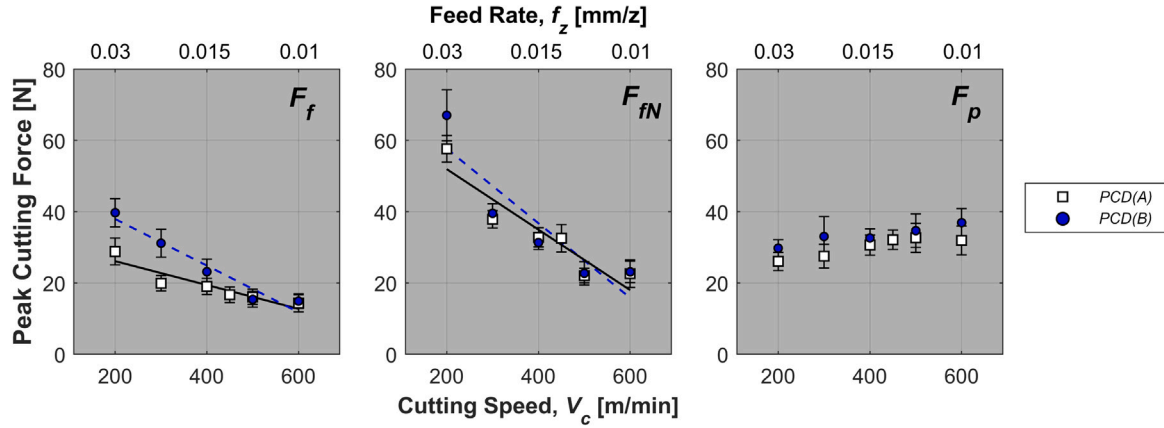 Feed Rate, f_z [mm/z]
0.03 0.015 0.01 0.03 0.015 0.01 0.03 0.015 0.01
80 80 80
F_f F_fN F_p
60 60 60
40 40 40
20 20 20
0 0 0
200 400 600 200 400 600 200 400 600
Peak Cutting Force [N]
Cutting Speed, V_c [m/min]
PCD(A)
PCD(B)